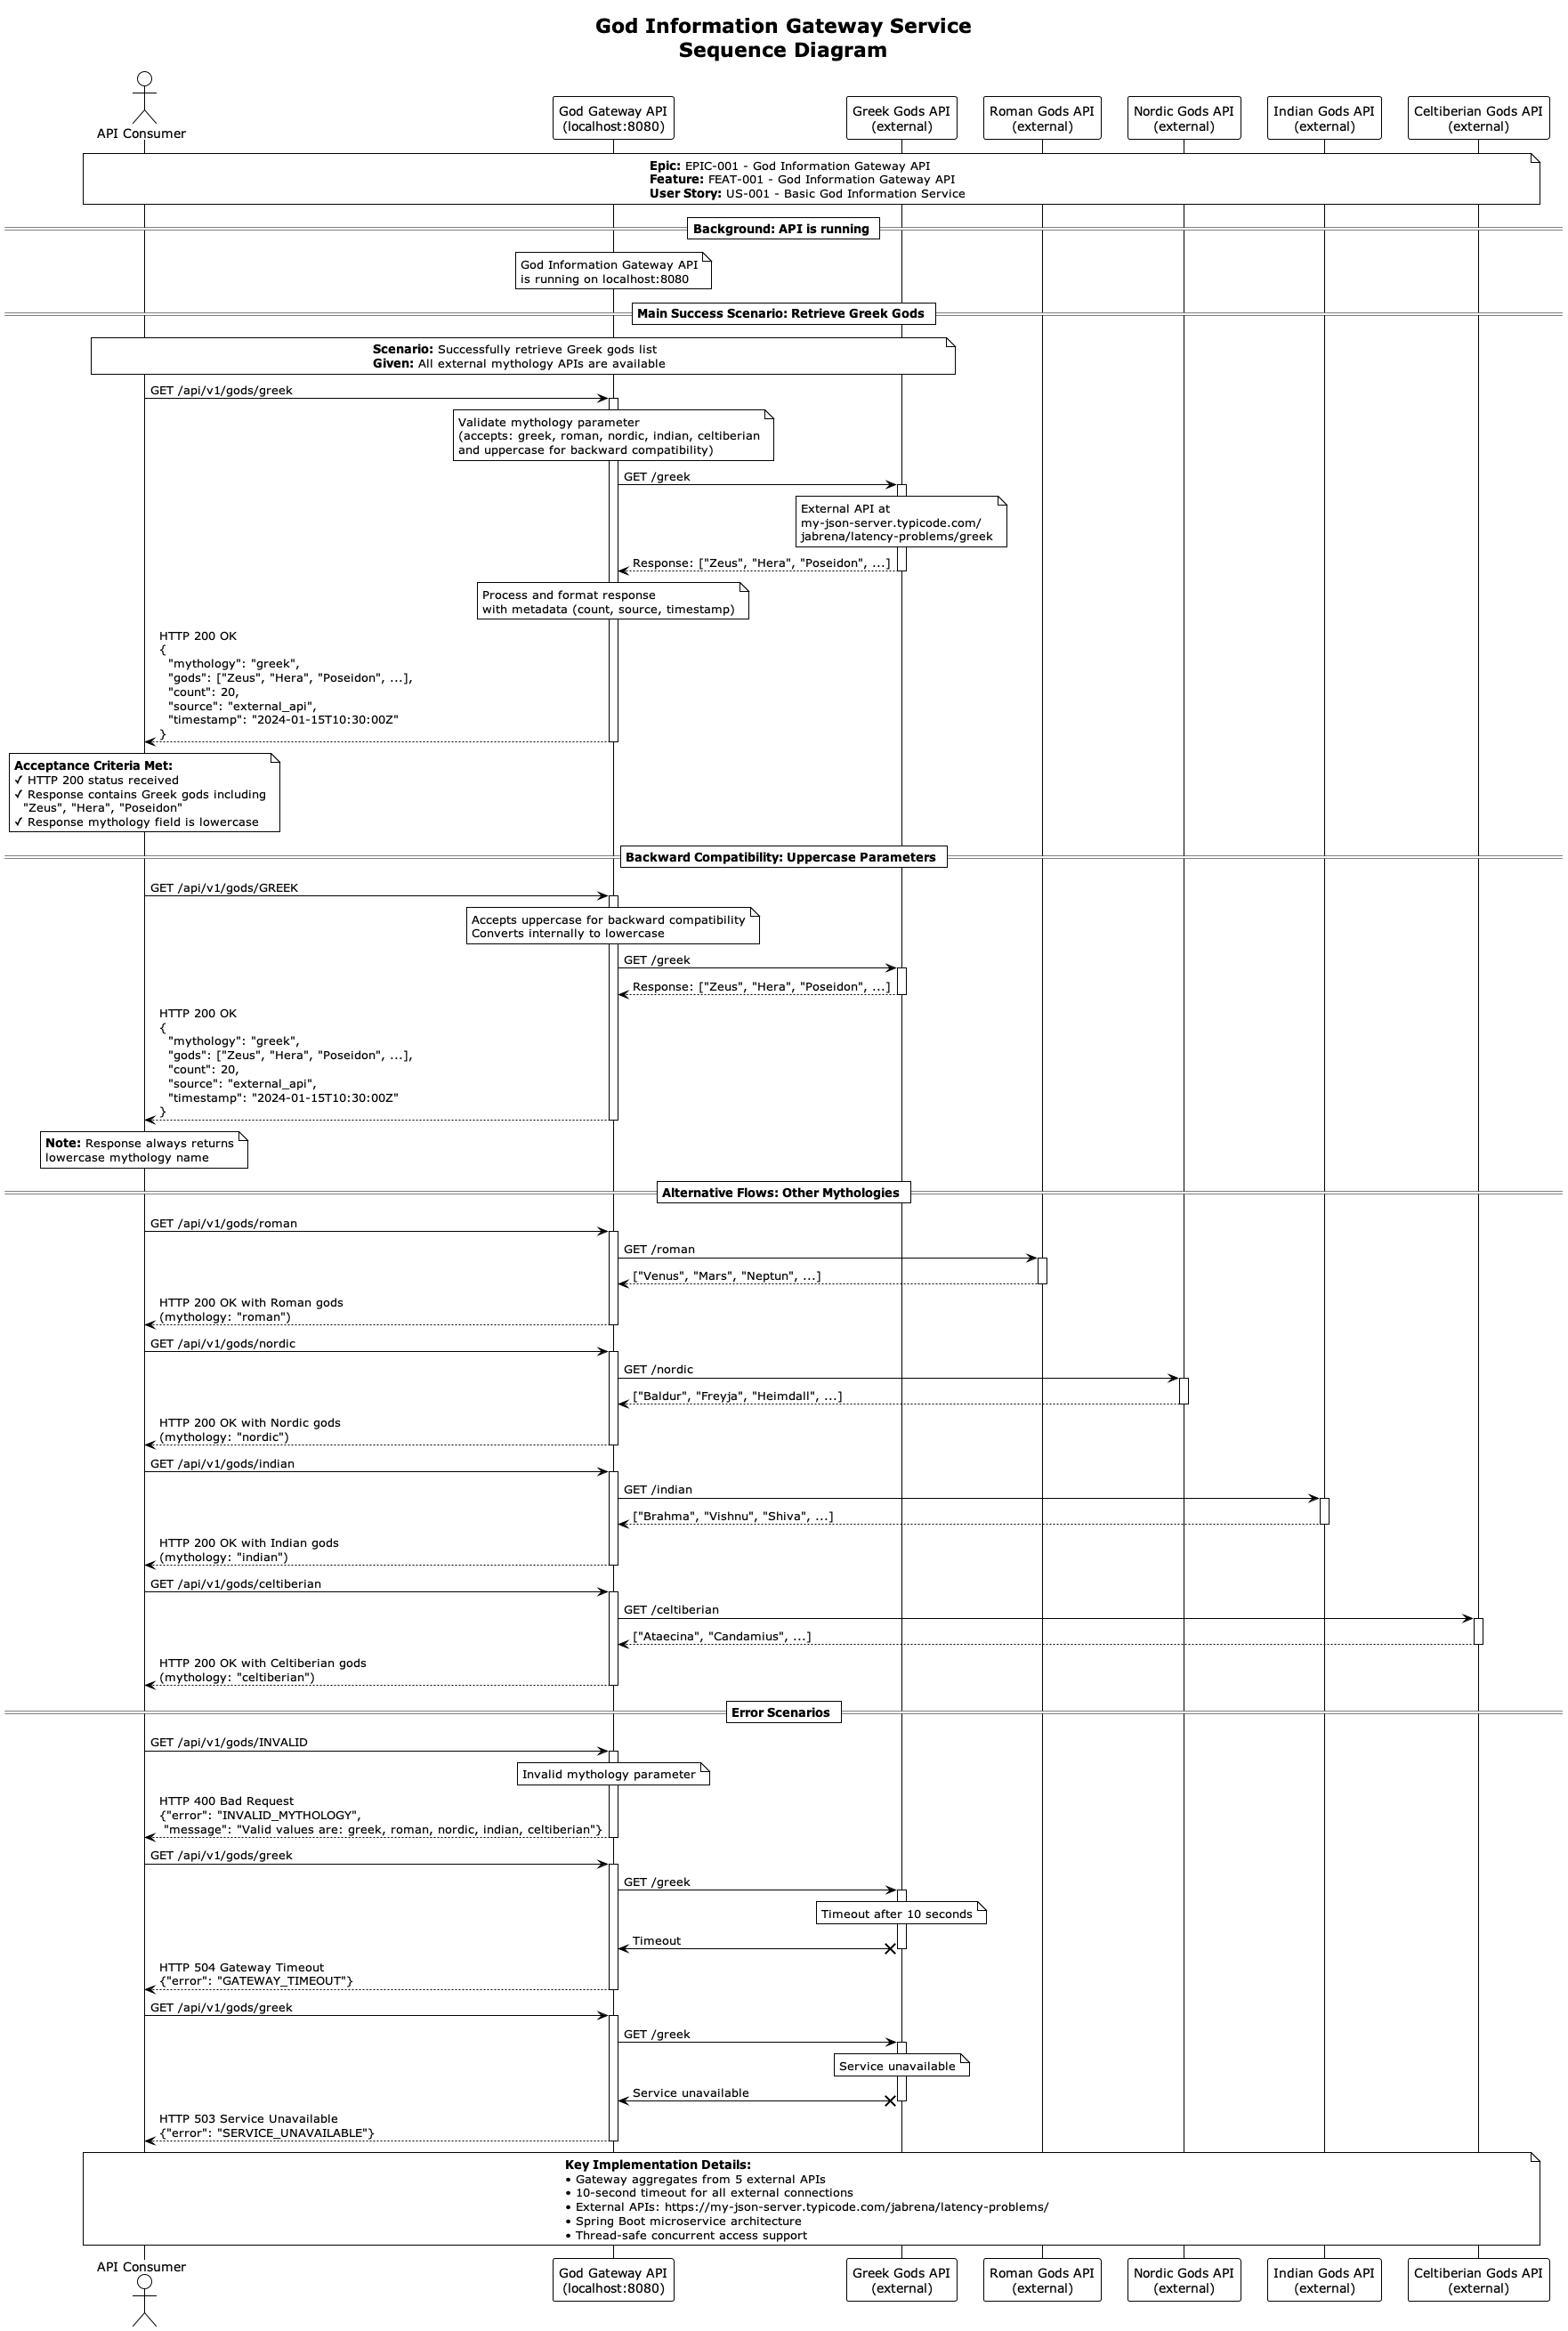 God Information Gateway Service
Sequence Diagram
API Consumer
God Gateway API
(localhost:8080)
Greek Gods API
(external)
Roman Gods API
(external)
Nordic Gods API
(external)
Indian Gods API
(external)
Celtiberian Gods API
(external)
Epic: EPIC-001 - God Information Gateway API
Feature: FEAT-001 - God Information Gateway API
User Story: US-001 - Basic God Information Service
Background: API is running
God Information Gateway API
is running on localhost:8080
Main Success Scenario: Retrieve Greek Gods
Scenario: Successfully retrieve Greek gods list
Given: All external mythology APIs are available
GET /api/v1/gods/greek
Validate mythology parameter
(accepts: greek, roman, nordic, indian, celtiberian
and uppercase for backward compatibility)
GET /greek
External API at
my-json-server.typicode.com/
jabrena/latency-problems/greek
Response: ["Zeus", "Hera", "Poseidon", ...]
Process and format response
with metadata (count, source, timestamp)
HTTP 200 OK
{
"mythology": "greek",
"gods": ["Zeus", "Hera", "Poseidon", ...],
"count": 20,
"source": "external_api",
"timestamp": "2024-01-15T10:30:00Z"
}
Acceptance Criteria Met:
✓ HTTP 200 status received
✓ Response contains Greek gods including
"Zeus", "Hera", "Poseidon"
✓ Response mythology field is lowercase
Backward Compatibility: Uppercase Parameters
GET /api/v1/gods/GREEK
Accepts uppercase for backward compatibility
Converts internally to lowercase
GET /greek
Response: ["Zeus", "Hera", "Poseidon", ...]
HTTP 200 OK
{
"mythology": "greek",
"gods": ["Zeus", "Hera", "Poseidon", ...],
"count": 20,
"source": "external_api",
"timestamp": "2024-01-15T10:30:00Z"
}
Note: Response always returns
lowercase mythology name
Alternative Flows: Other Mythologies
GET /api/v1/gods/roman
GET /roman
["Venus", "Mars", "Neptun", ...]
HTTP 200 OK with Roman gods
(mythology: "roman")
GET /api/v1/gods/nordic
GET /nordic
["Baldur", "Freyja", "Heimdall", ...]
HTTP 200 OK with Nordic gods
(mythology: "nordic")
GET /api/v1/gods/indian
GET /indian
["Brahma", "Vishnu", "Shiva", ...]
HTTP 200 OK with Indian gods
(mythology: "indian")
GET /api/v1/gods/celtiberian
GET /celtiberian
["Ataecina", "Candamius", ...]
HTTP 200 OK with Celtiberian gods
(mythology: "celtiberian")
Error Scenarios
GET /api/v1/gods/INVALID
Invalid mythology parameter
HTTP 400 Bad Request
{"error": "INVALID_MYTHOLOGY",
"message": "Valid values are: greek, roman, nordic, indian, celtiberian"}
GET /api/v1/gods/greek
GET /greek
Timeout after 10 seconds
Timeout
HTTP 504 Gateway Timeout
{"error": "GATEWAY_TIMEOUT"}
GET /api/v1/gods/greek
GET /greek
Service unavailable
Service unavailable
HTTP 503 Service Unavailable
{"error": "SERVICE_UNAVAILABLE"}
Key Implementation Details:
• Gateway aggregates from 5 external APIs
• 10-second timeout for all external connections
• External APIs: https://my-json-server.typicode.com/jabrena/latency-problems/
• Spring Boot microservice architecture
• Thread-safe concurrent access support
API Consumer
God Gateway API
(localhost:8080)
Greek Gods API
(external)
Roman Gods API
(external)
Nordic Gods API
(external)
Indian Gods API
(external)
Celtiberian Gods API
(external)